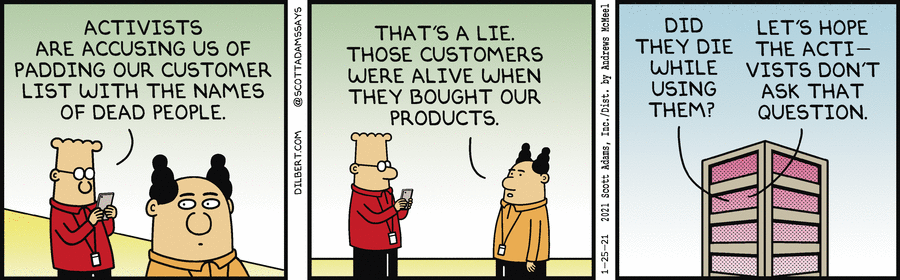 ACTIVISTS
ARE ACCUSING US OF
PADDING OUR CUSTOMER
LIST WITH THE NAMES
OF DEAD PEOPLE.
DILBERT.COM @SCOTTADAMSSAYS
THAT'S A LIE.
THOSE CUSTOMERS
WERE ALIVE WHEN
THEY BOUGHT OUR
PRODUCTS.
1-25-21 2021 Scott Adams, Inc./Dist. by Andrews McMeel
DID
THEY DIE
WHILE
USING
THEM?
LET'S HOPE
THE ACTI-
VISTS DON'T
ASK THAT
QUESTION.